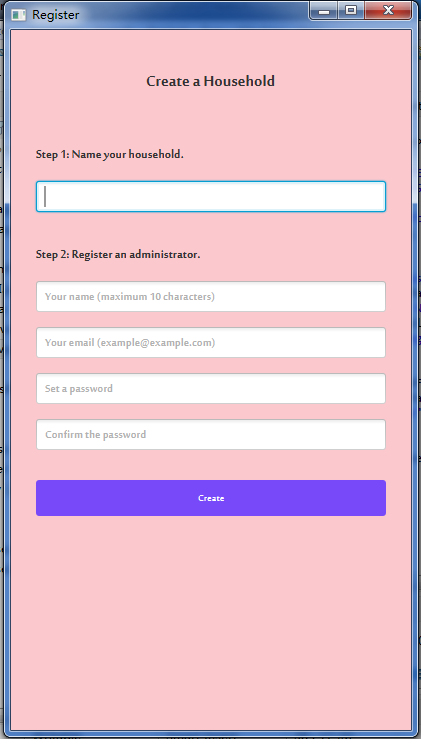 Register
Create a Household
Step 1: Name your household.
Step 2: Register an administrator.
Your name (maximum 10 characters)
Your email (example@example.com)
Set a password
Confirm the password
Create